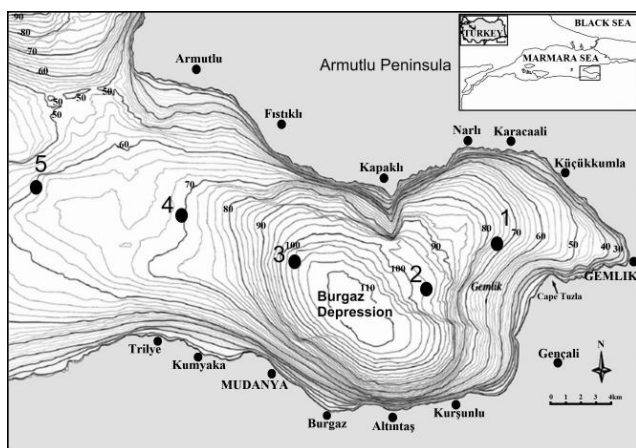 BLACK SEA
TURKEY
MARMARA SEA
80
70
60
50
50
50
50
Armutlu
Armutlu Peninsula
Fıstıklı
Narlı
Karacaali
Kapaklı
Küçükkumla
60
5
4
70
80
90
100
3
90
100
2
1
80
70
60
50
40
30
GEMLIK
110
Burgaz
Depression
Gemlik
Cape Tuzla
Trilye
Kumyaka
MUDANYA
Gençali
N
Burgaz
Altıntaş
Kurşunlu
0 1 2 3 4km